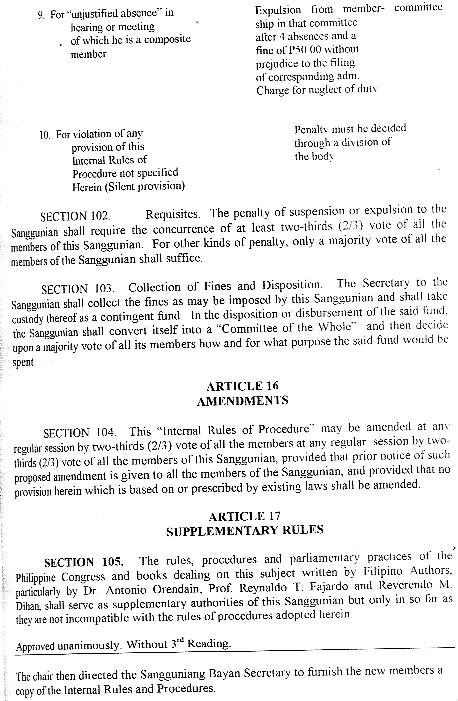 9. For "unjustified absence" in
hearing or meeting
of which he is a composite
member
Expulsion from member- committee
ship in that committee
after 4 absences and a
fine of P50.00 without
prejudice to the filing
of corresponding adm.
Charge for neglect of duty
10. For violation of any
provision of this
Internal Rules of
Procedure not specified
Herein (Silent provision)
Penalty must be decided
through a division of
the body
SECTION 102. Requisites. The penalty of suspension or expulsion to the
Sanggunian shall require the concurrence of at least two-thirds (2/3) vote of all the
members of this Sanggunian. For other kinds of penalty, only a majority vote of all the
members of the Sanggunian shall suffice.
SECTION 103. Collection of Fines and Disposition. The Secretary to the
Sanggunian shall collect the fines as may be imposed by this Sanggunian and shall take
custody thereof as a contingent fund. In the disposition or disbursement of the said fund,
the Sanggunian shall convert itself into a "Committee of the Whole" and then decide
upon a majority vote of all its members how and for what purpose the said fund would be
spent.
ARTICLE 16
AMENDMENTS
SECTION 104. This "Internal Rules of Procedure" may be amended at any
regular session by two-thirds (2/3) vote of all the members at any regular session by two-
thirds (2/3) vote of all the members of this Sanggunian, provided that prior notice of such
proposed amendment is given to all the members of the Sanggunian, and provided that no
provision herein which is based on or prescribed by existing laws shall be amended.
ARTICLE 17
SUPPLEMENTARY RULES
SECTION 105. The rules, procedures and parliamentary practices of the
Philippine Congress and books dealing on this subject written by Filipino Authors,
particularly by Dr. Antonio Orendain, Prof. Reynaldo T. Fajardo and Reverendo M.
Dihan, shall serve as supplementary authorities of this Sanggunian but only in so far as
they are not incompatible with the rules of procedures adopted herein
Approved unanimously. Without 3rd Reading.
The chair then directed the Sangguniang Bayan Secretary to furnish the new members a
copy of the Internal Rules and Procedures.